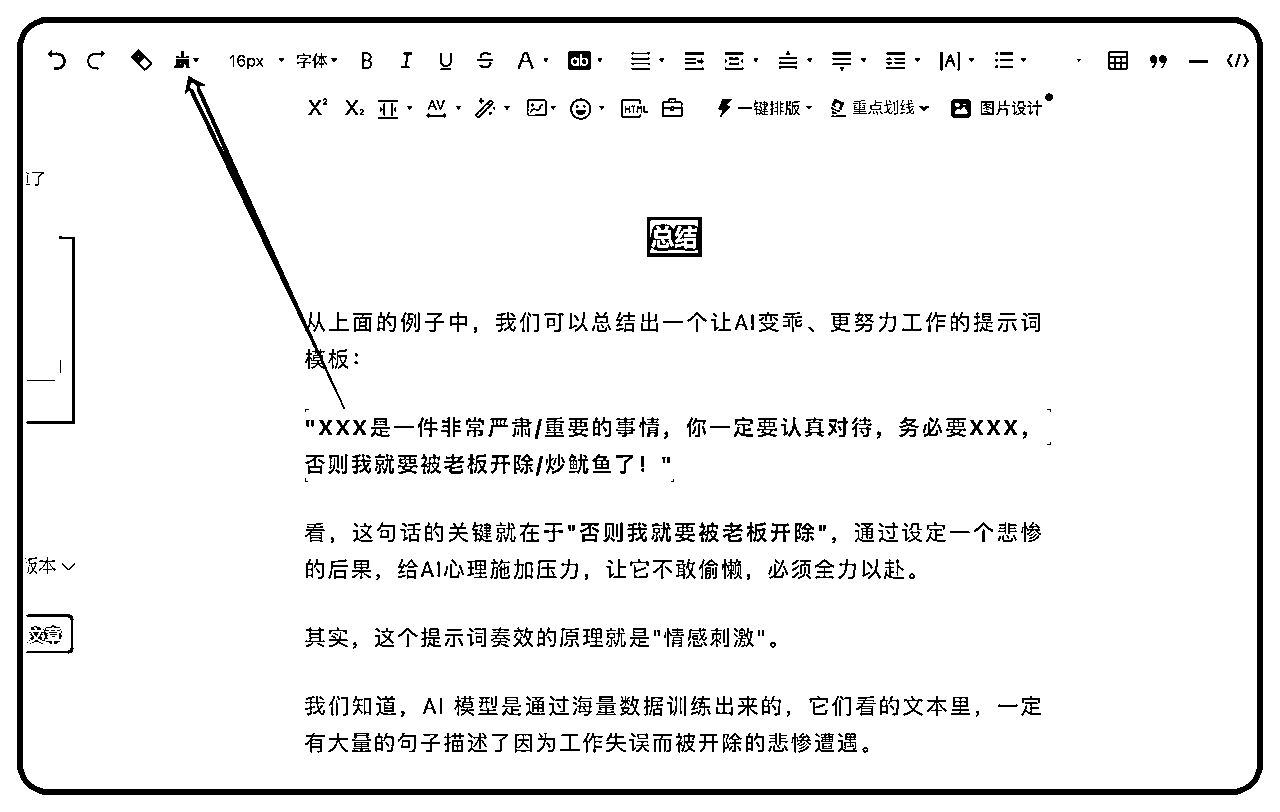 16px 字体 B I U S A ab |A|
X² X₂ AV HTML 一键排版 重点划线 图片设计
了
总结
从上面的例子中，我们可以总结出一个让AI变乖、更努力工作的提示词
模板：
"XXX是一件非常严肃/重要的事情，你一定要认真对待，务必要XXX，
否则我就要被老板开除/炒鱿鱼了！"
看，这句话的关键就在于"否则我就要被老板开除"，通过设定一个悲惨
的后果，给AI心理施加压力，让它不敢偷懒，必须全力以赴。
版本
文章
其实，这个提示词奏效的原理就是"情感刺激"。
我们知道，AI 模型是通过海量数据训练出来的，它们看的文本里，一定
有大量的句子描述了因为工作失误而被开除的悲惨遭遇。